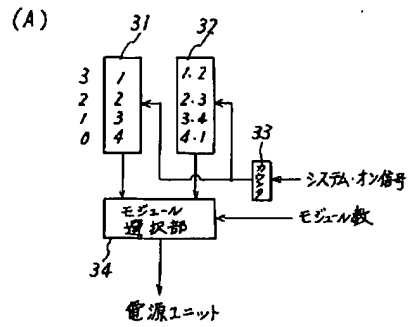 (A)
31
32
3 1 1・2
2 2 2・3
1 3 3・4
0 4 4・1
33
カウンタ
システム・オン信号
モジュール
選択部
モジュール数
34
電源ユニット